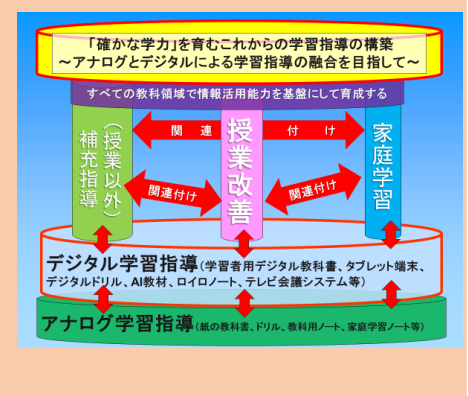 「確かな学力」を育むこれからの学習指導の構築
～アナログとデジタルによる学習指導の融合を目指して～
すべての教科領域で情報活用能力を基盤にして育成する
関連　付け
補充指導
（授業以外）
授業改善
家庭学習
関連付け
関連付け
デジタル学習指導(学習者用デジタル教科書、タブレット端末、
デジタルドリル、AI教材、ロイロノート、テレビ会議システム等)
アナログ学習指導(紙の教科書、ドリル、教科用ノート、家庭学習ノート等)